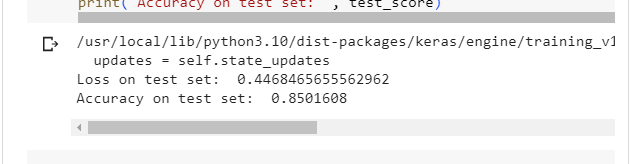 print( Accuracy on test set:  , test_score)
/usr/local/lib/python3.10/dist-packages/keras/engine/training_v1
updates = self.state_updates
Loss on test set:  0.4468465655562962
Accuracy on test set:  0.8501608